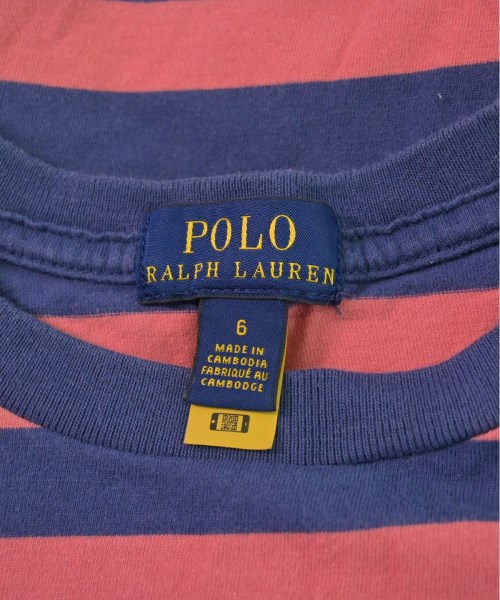 POLO
RALPH LAUREN
6
MADE IN
CAMBODIA
FABRIQUÉ AU
CAMBODGE